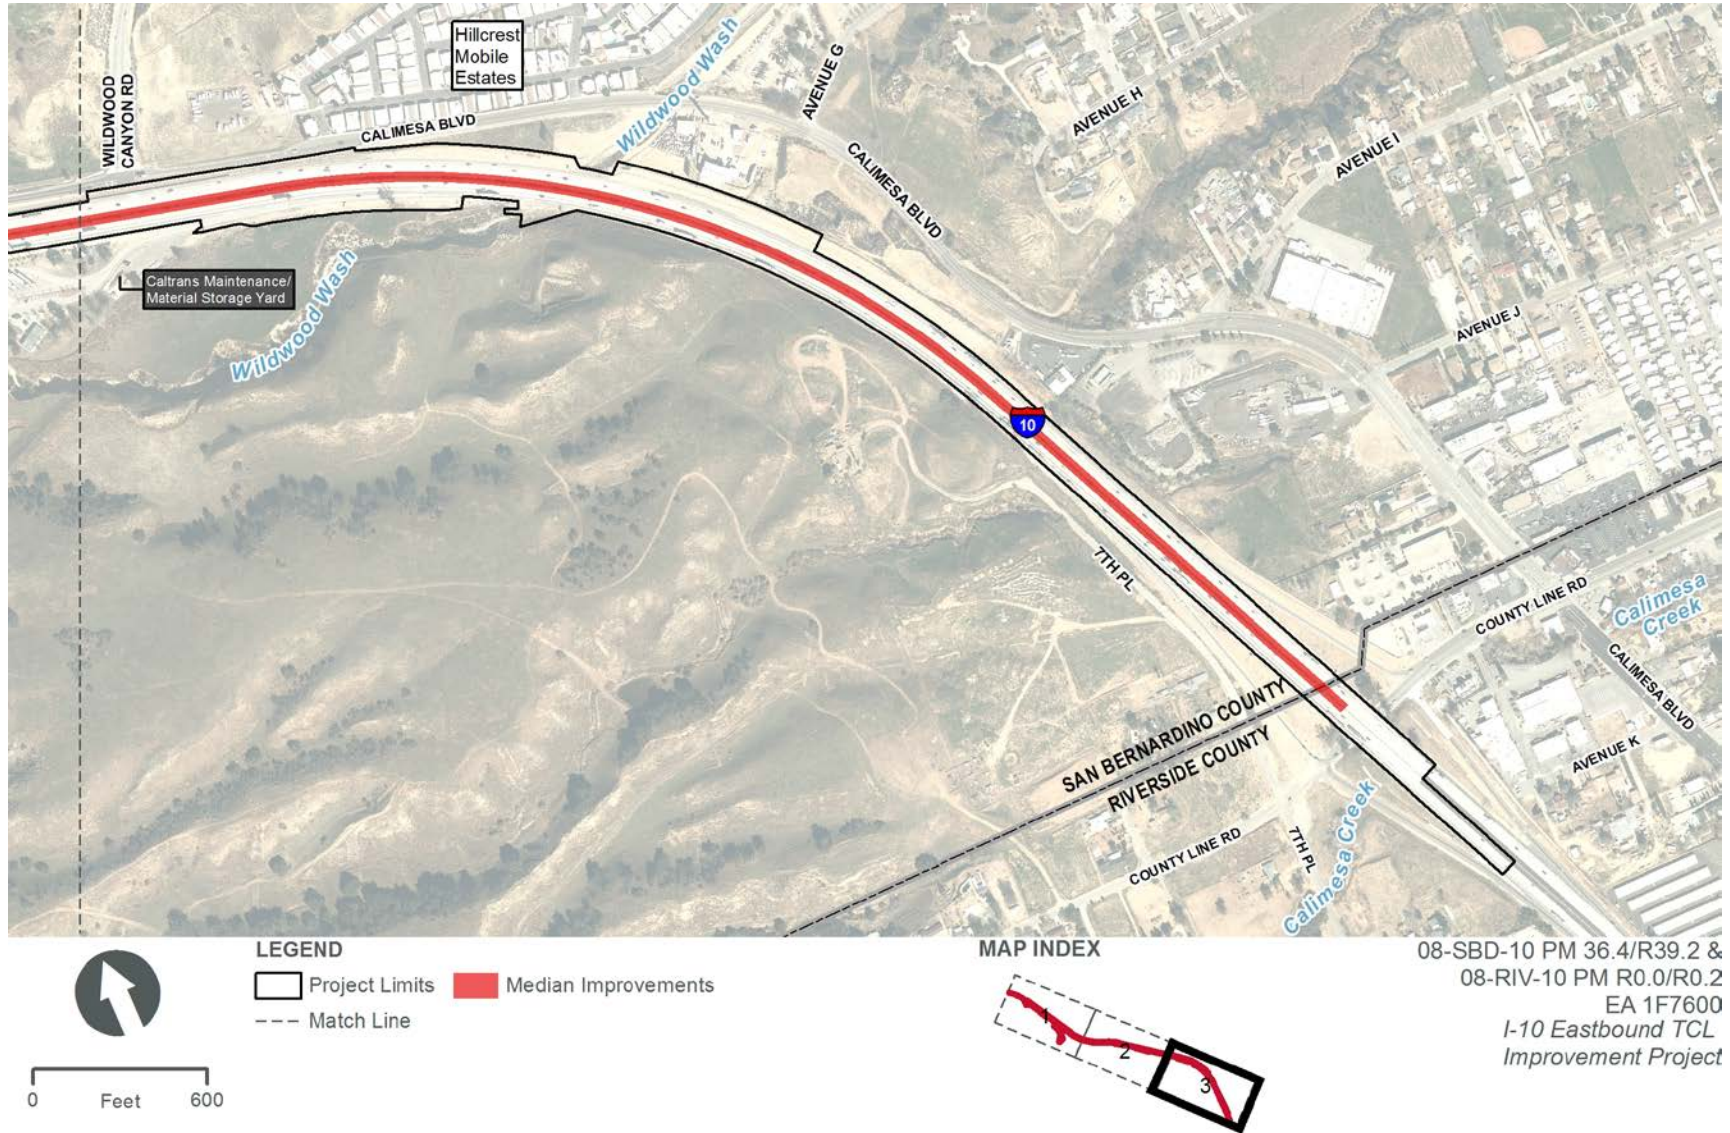 Hillcrest
Mobile
Estates
Wildwood Wash
AVENUE G
WILDWOOD
CANYON RD
CALIMESA BLVD
AVENUE H
AVENUE I
CALIMESA BLVD
Caltrans Maintenance/
Material Storage Yard
Wildwood Wash
AVENUE J
10
7TH PL
COUNTY LINE RD
Calimesa
Creek
CALIMESA BLVD
SAN BERNARDINO COUNTY
RIVERSIDE COUNTY
AVENUE K
COUNTY LINE RD
7TH PL
Calimesa Creek
LEGEND
Project Limits
Median Improvements
Match Line
0 Feet 600
MAP INDEX
1
2
3
08-SBD-10 PM 36.4/R39.2 &
08-RIV-10 PM R0.0/R0.2
EA 1F7600
I-10 Eastbound TCL
Improvement Project